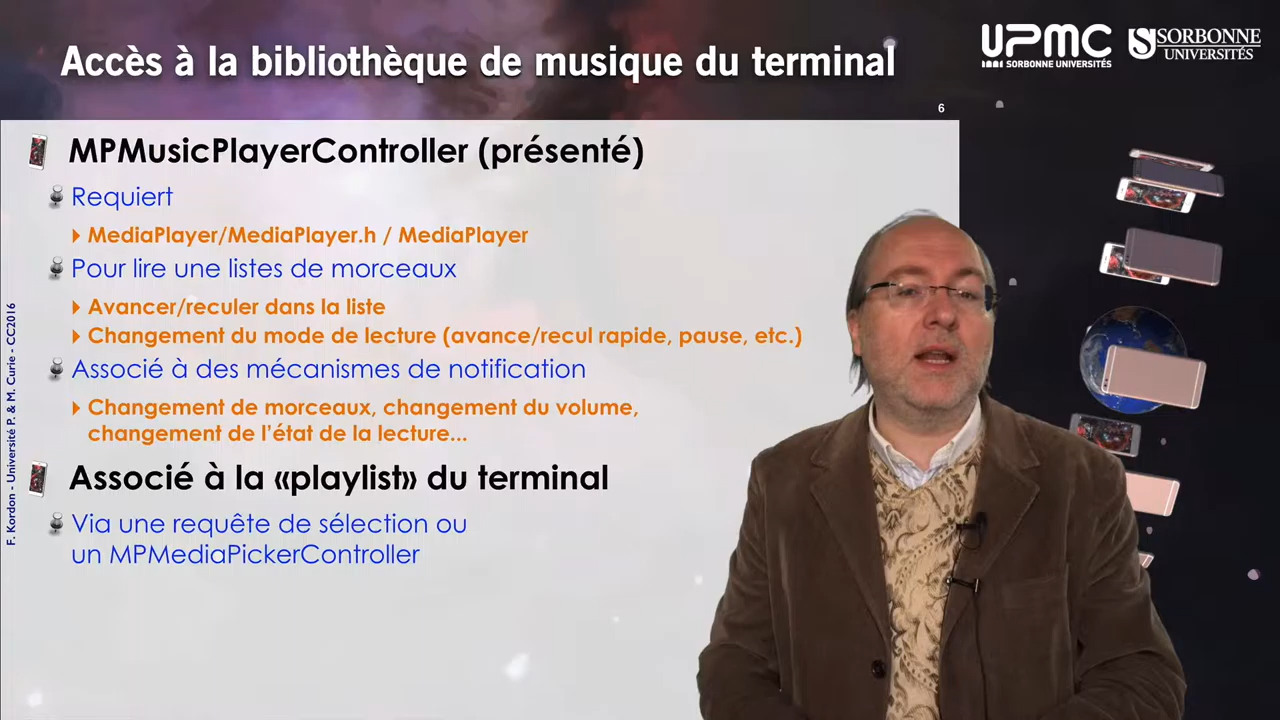 Accès à la bibliothèque de musique du terminal
UPMC
SORBONNE UNIVERSITÉS
SORBONNE
UNIVERSITÉS
6
MPMusicPlayerController (présenté)
Requiert
MediaPlayer/MediaPlayer.h / MediaPlayer
Pour lire une listes de morceaux
Avancer/reculer dans la liste
Changement du mode de lecture (avance/recul rapide, pause, etc.)
Associé à des mécanismes de notification
Changement de morceaux, changement du volume,
changement de l’état de la lecture...
Associé à la «playlist» du terminal
Via une requête de sélection ou
un MPMediaPickerController
F. Kordon - Université P. & M. Curie - CC2016